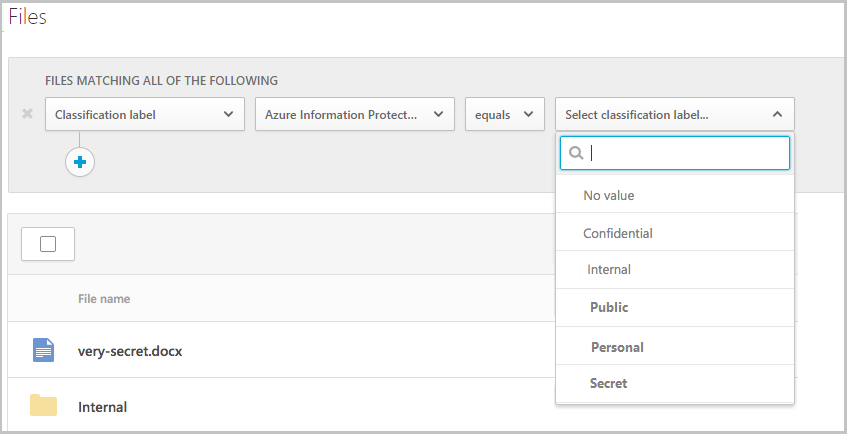 Files
FILES MATCHING ALL OF THE FOLLOWING
Classification label Azure Information Protect... equals Select classification label...
No value
Confidential
Internal
Public
Personal
Secret
File name
very-secret.docx
Internal